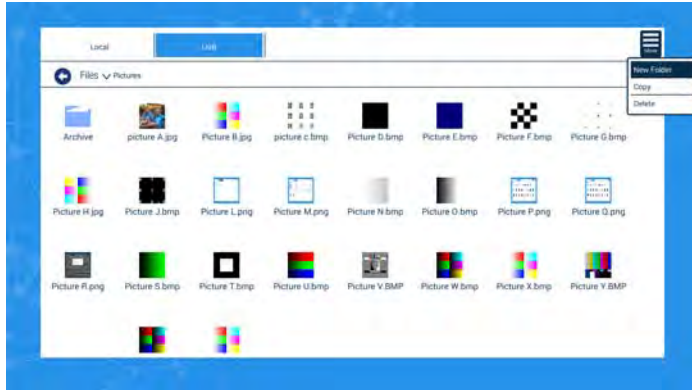 Local
USB
More
Files Pictures
New Folder
Copy
Delete
Archive
picture A.jpg
Picture B.jpg
picture c.bmp
Picture D.bmp
Picture E.bmp
Picture F.bmp
Picture G.bmp
Picture H.jpg
Picture J.bmp
Picture L.png
Picture M.png
Picture N.bmp
Picture O.bmp
Picture P.png
Picture Q.png
Picture R.png
Picture S.bmp
Picture T.bmp
Picture U.bmp
Picture V.BMP
Picture W.bmp
Picture X.bmp
Picture Y.BMP